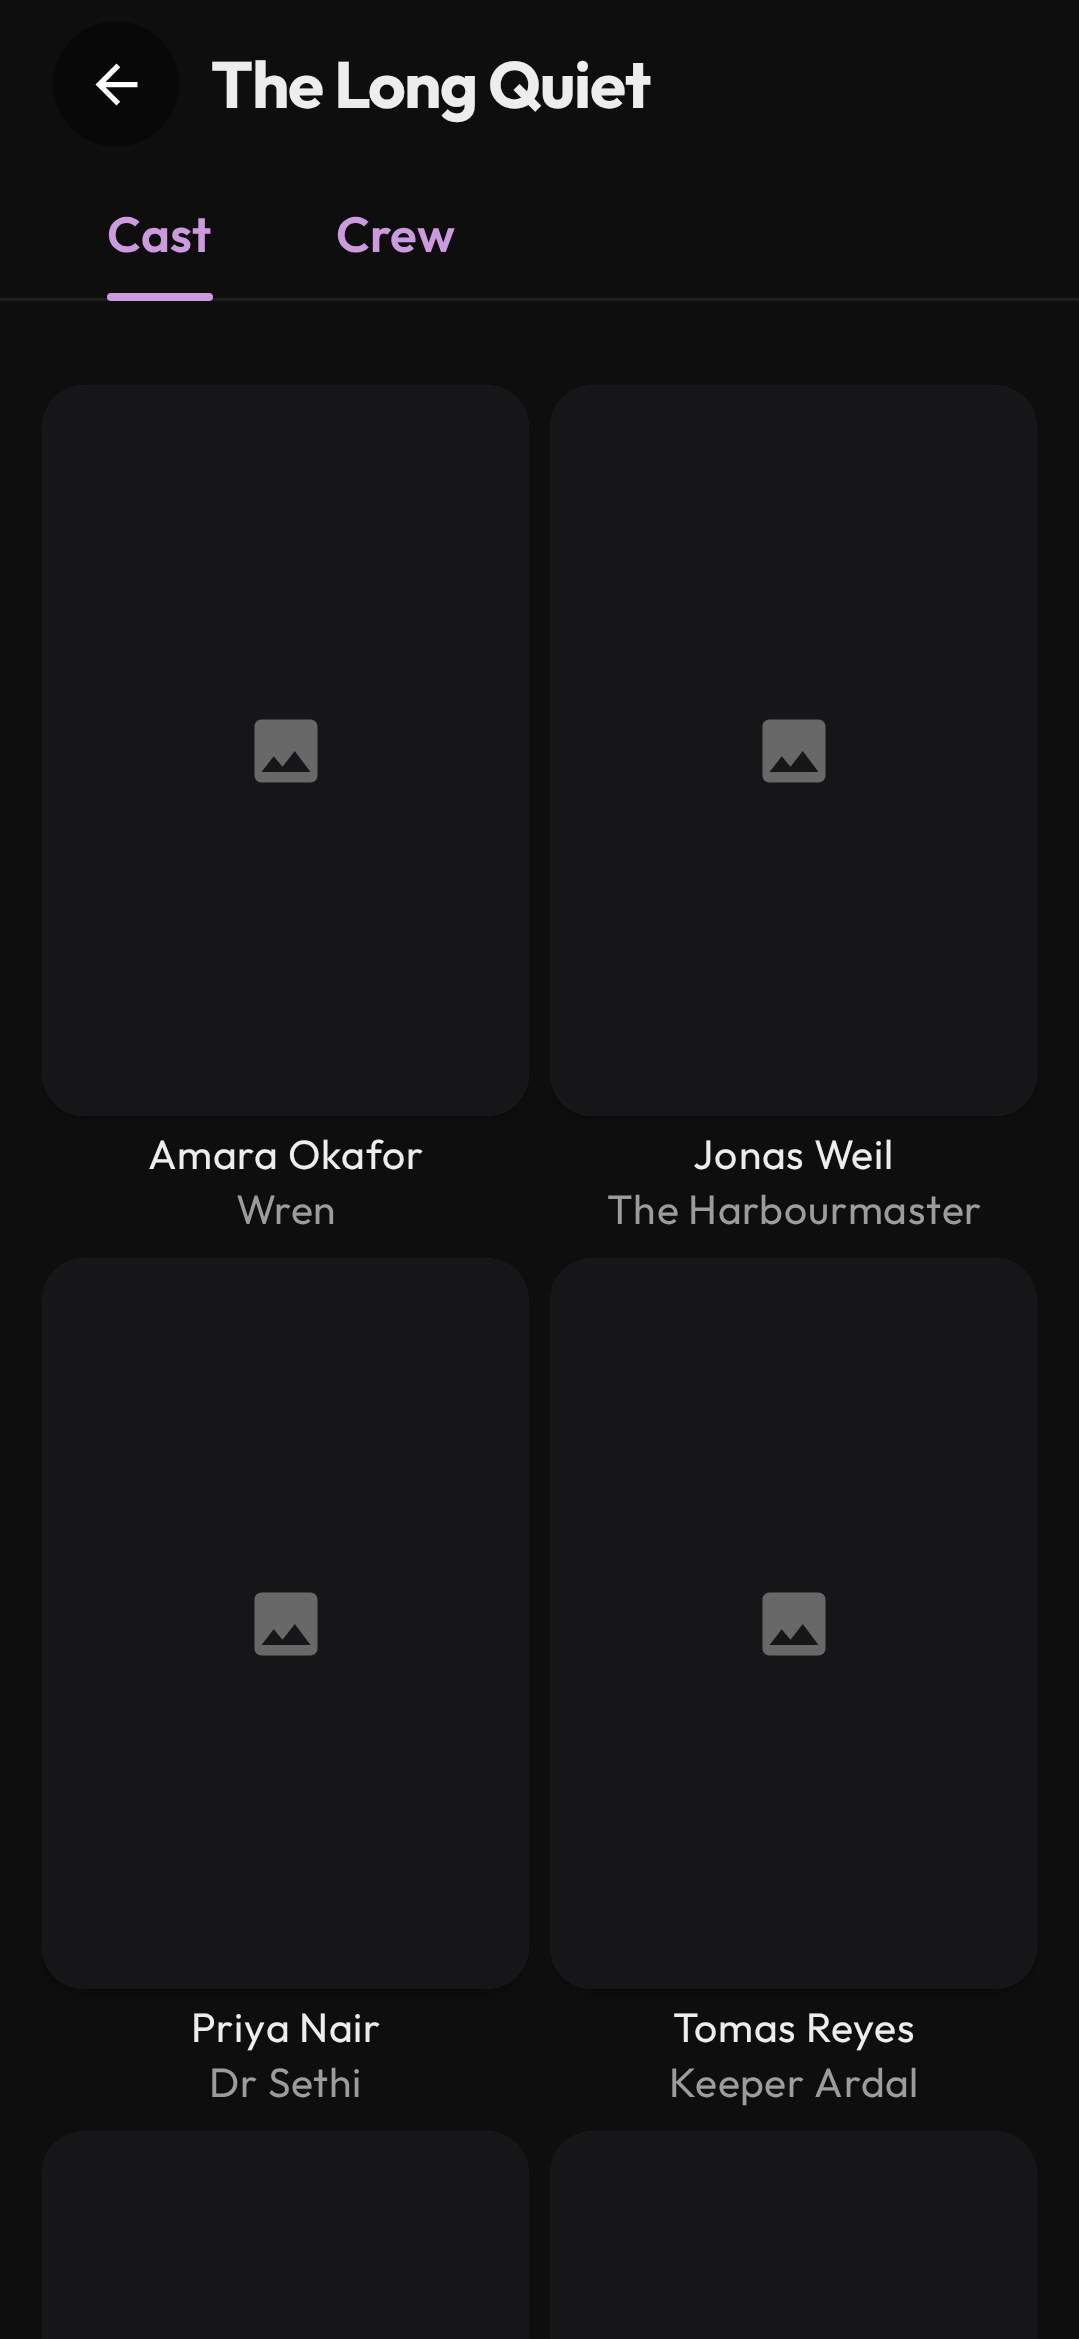 The Long Quiet
Cast
Crew
Amara Okafor
Wren
Jonas Weil
The Harbourmaster
Priya Nair
Dr Sethi
Tomas Reyes
Keeper Ardal